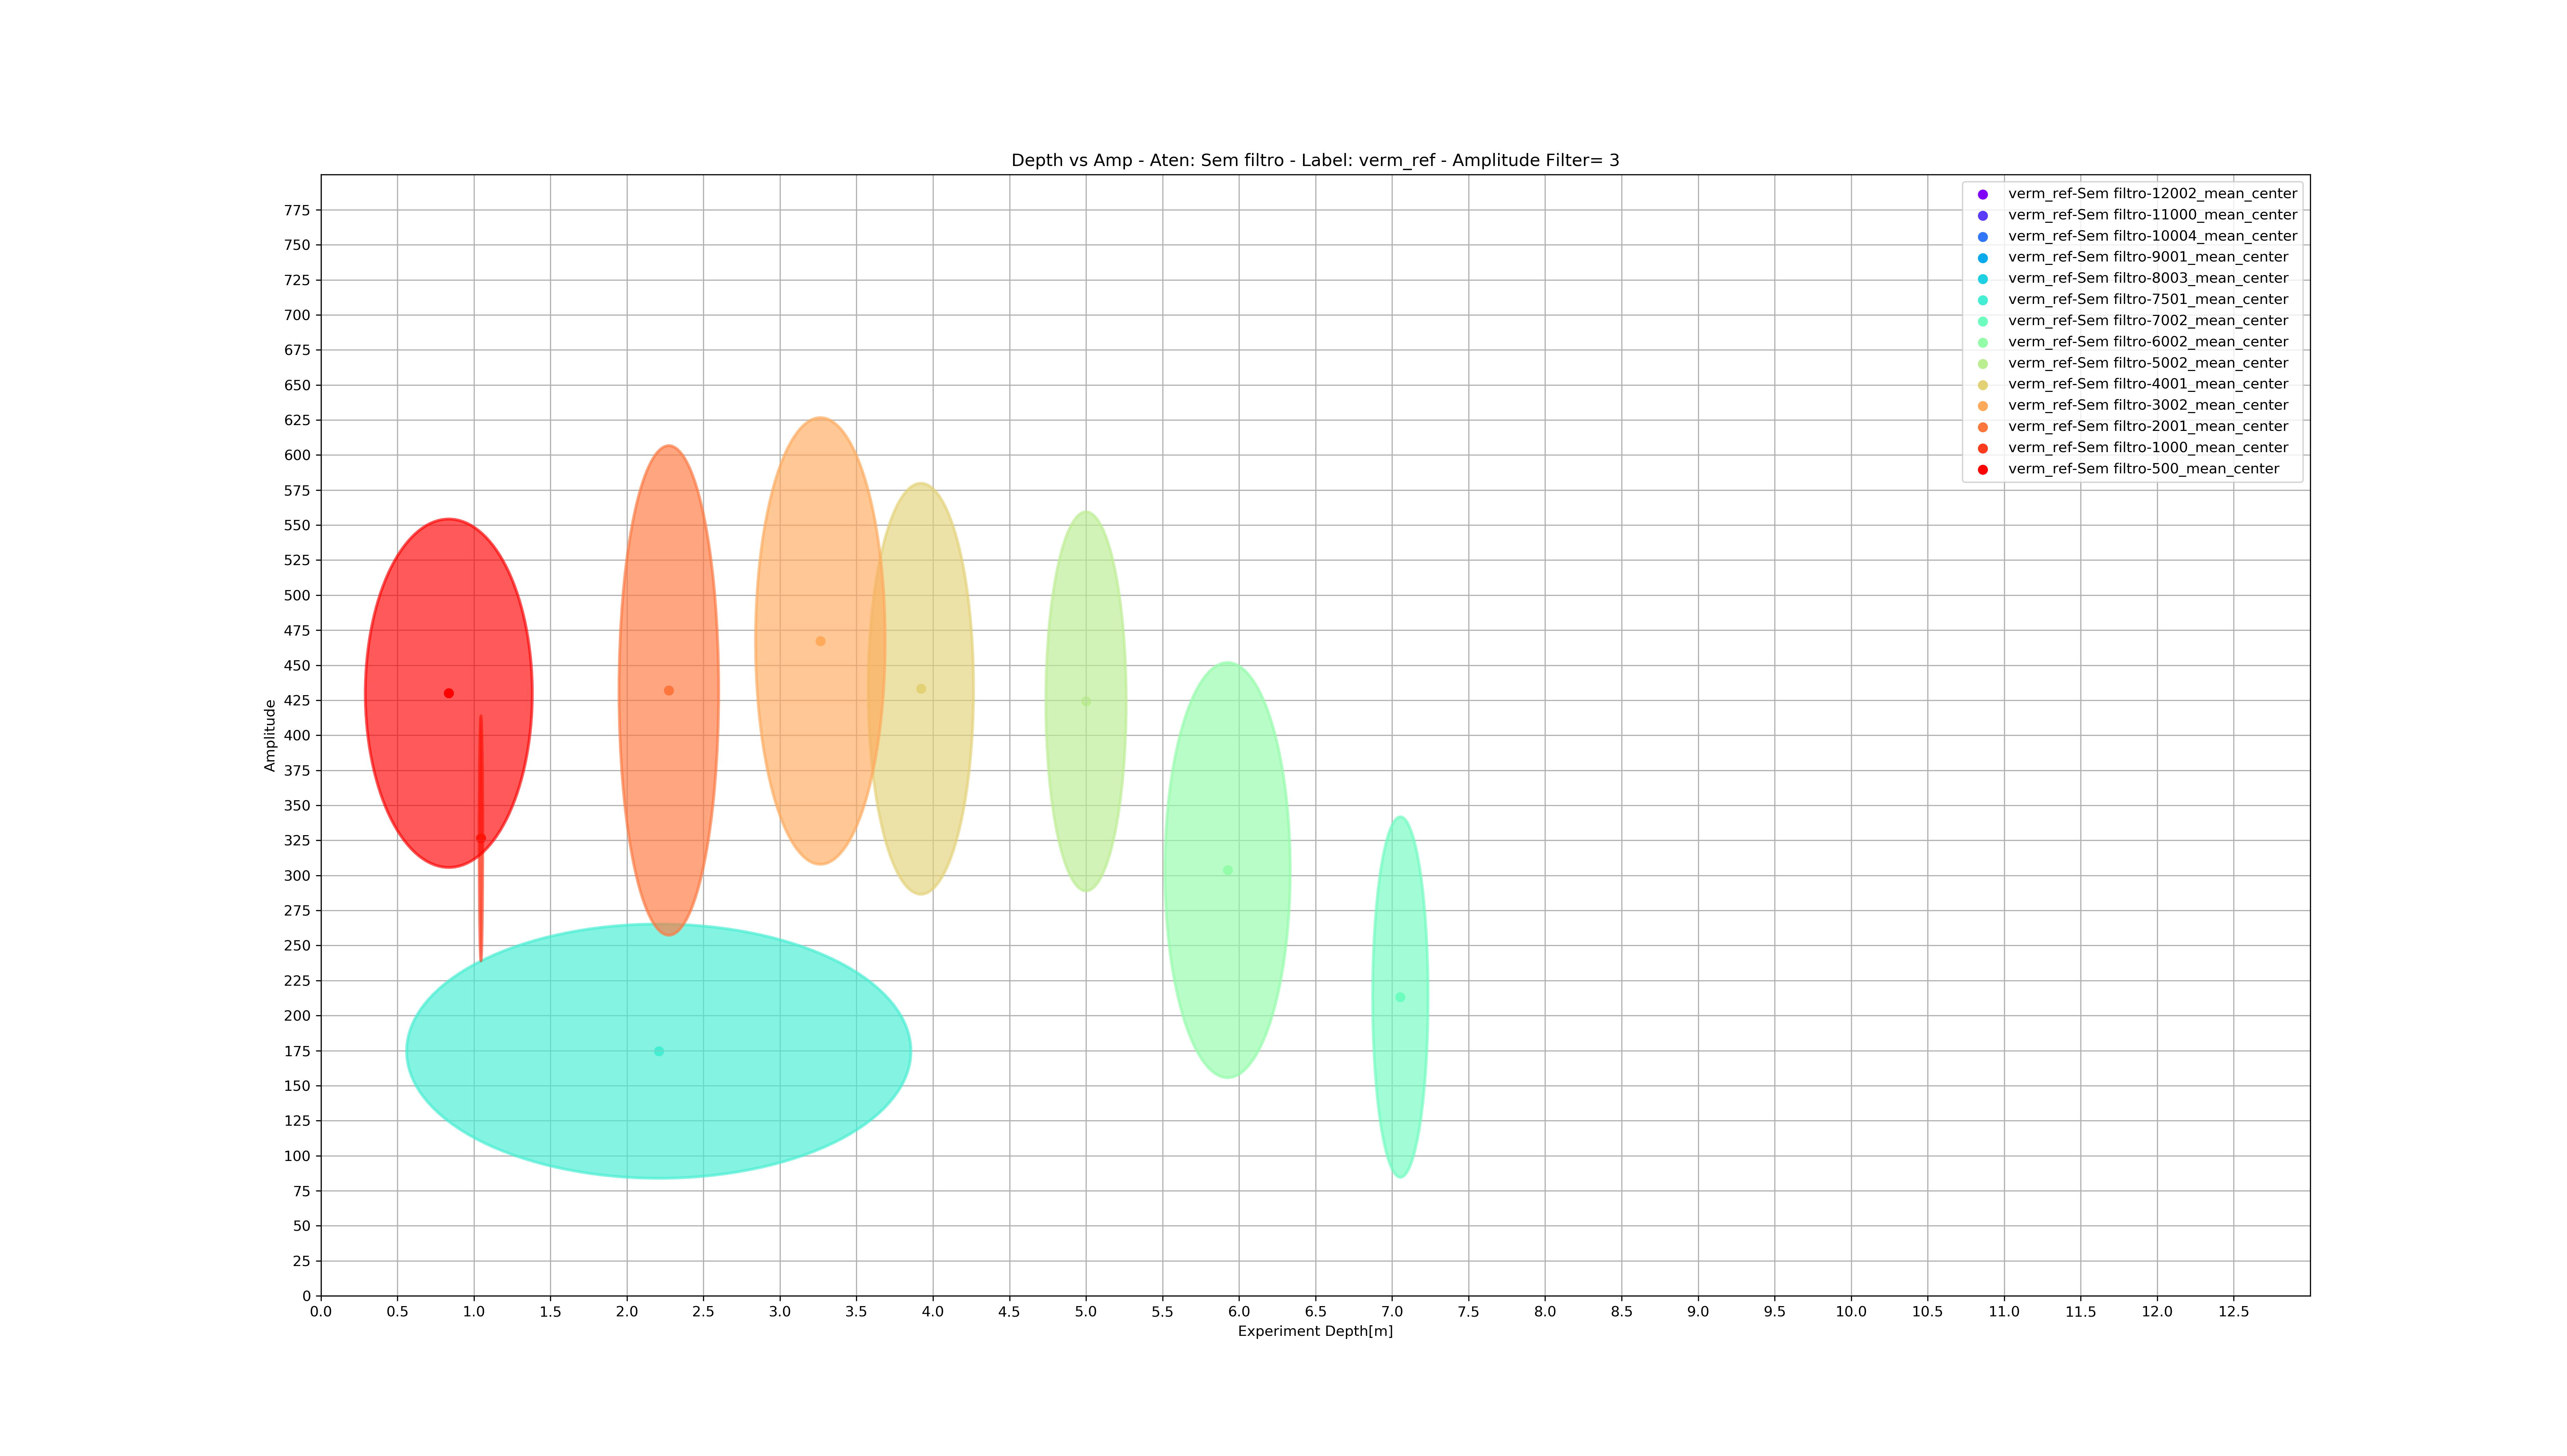 Depth vs Amp - Aten: Sem filtro - Label: verm_ref - Amplitude Filter= 3
verm_ref-Sem filtro-12002_mean_center
verm_ref-Sem filtro-11000_mean_center
verm_ref-Sem filtro-10004_mean_center
verm_ref-Sem filtro-9001_mean_center
verm_ref-Sem filtro-8003_mean_center
verm_ref-Sem filtro-7501_mean_center
verm_ref-Sem filtro-7002_mean_center
verm_ref-Sem filtro-6002_mean_center
verm_ref-Sem filtro-5002_mean_center
verm_ref-Sem filtro-4001_mean_center
verm_ref-Sem filtro-3002_mean_center
verm_ref-Sem filtro-2001_mean_center
verm_ref-Sem filtro-1000_mean_center
verm_ref-Sem filtro-500_mean_center
Amplitude
775
750
725
700
675
650
625
600
575
550
525
500
475
450
425
400
375
350
325
300
275
250
225
200
175
150
125
100
75
50
25
0
0.0 0.5 1.0 1.5 2.0 2.5 3.0 3.5 4.0 4.5 5.0 5.5 6.0 6.5 7.0 7.5 8.0 8.5 9.0 9.5 10.0 10.5 11.0 11.5 12.0 12.5
Experiment Depth[m]